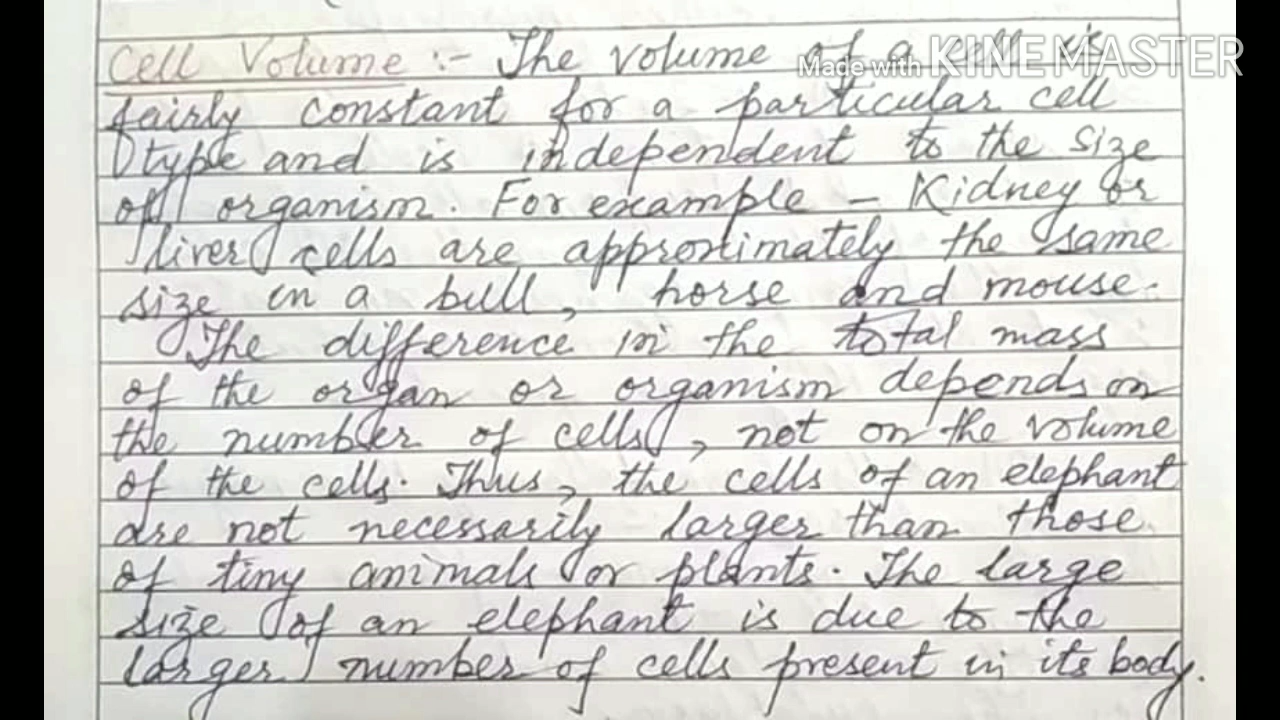 Cell Volume :- The volume of a cell is
Made with KINEMASTER
fairly constant for a particular cell
type and is independent to the size
of organism. For example - Kidney or
liver cells are approximately the same
size in a bull, horse and mouse.
The difference in the total mass
of the organ or organism depends on
the number of cells, not on the volume
of the cells. Thus, the cells of an elephant
are not necessarily larger than those
of tiny animals or plants. The large
size of an elephant is due to the
larger number of cells present in its body.